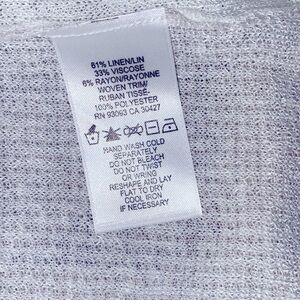 61% LINEN/LIN
33% VISCOSE
6% RAYON/RAYONNE
WOVEN TRIM/
RUBAN TISSE:
100% POLYESTER
RN 93093 CA 30427
HAND WASH COLD
SEPARATELY
DO NOT BLEACH
DO NOT TWIST
OR WRING
RESHAPE AND LAY
FLAT TO DRY
COOL IRON
IF NECESSARY